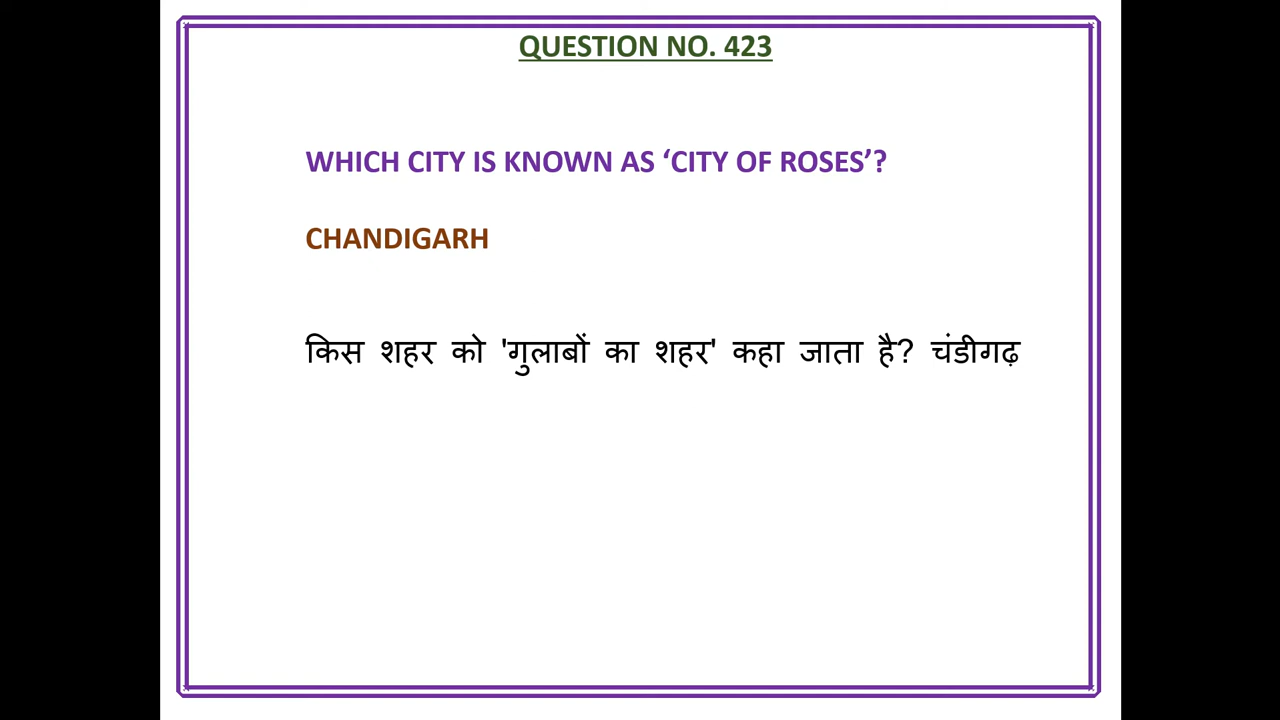 QUESTION NO. 423
WHICH CITY IS KNOWN AS ‘CITY OF ROSES’?
CHANDIGARH
किस शहर को 'गुलाबों का शहर' कहा जाता है? चंडीगढ़